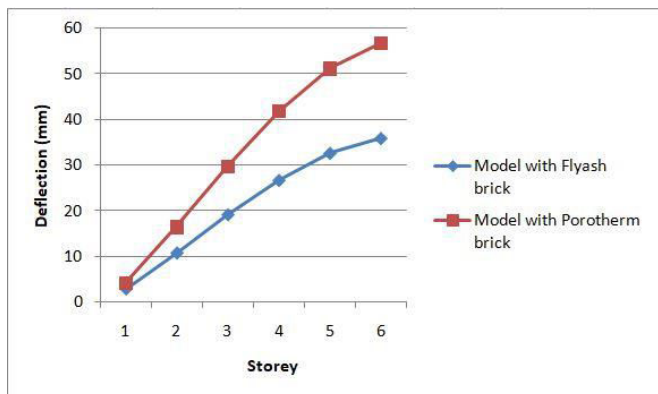 60
50
40
30
20
10
0
Deflection (mm)
1 2 3 4 5 6
Storey
Model with Flyash
brick
Model with Porotherm
brick